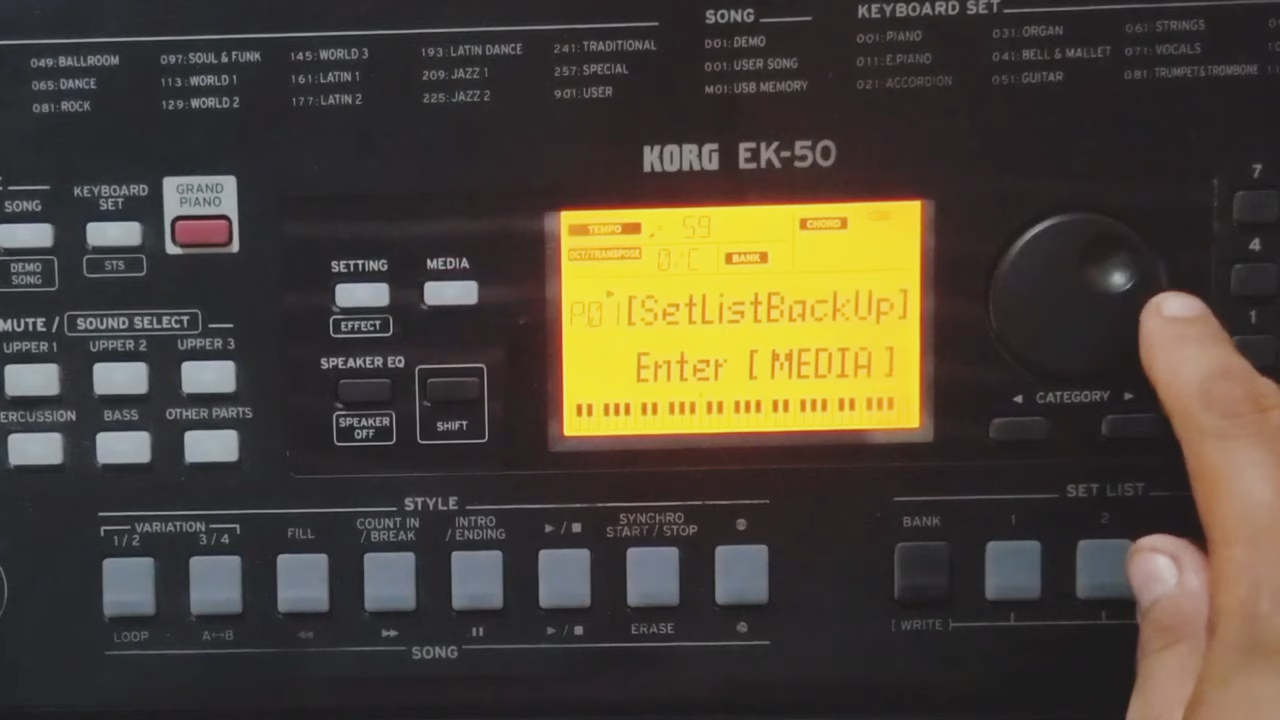 SONG
KEYBOARD SET
049:BALLROOM 097:SOUL & FUNK 145:WORLD 3 193:LATIN DANCE 241:TRADITIONAL D01:DEMO 001:PIANO 031:ORGAN 061:STRINGS
065:DANCE 113:WORLD 1 161:LATIN 1 209:JAZZ 1 257:SPECIAL 001:USER SONG 011:E.PIANO 041:BELL & MALLET 071:VOCALS
081:ROCK 129:WORLD 2 177:LATIN 2 225:JAZZ 2 901:USER M01:USB MEMORY 021:ACCORDION 051:GUITAR 081:TRUMPET&TROMBONE
KORG EK-50
SONG
KEYBOARD
SET
GRAND
PIANO
DEMO
SONG
STS
SETTING
MEDIA
EFFECT
SPEAKER EQ
SPEAKER
OFF
SHIFT
MUTE / SOUND SELECT
UPPER 1 UPPER 2 UPPER 3
ERCUSSION BASS OTHER PARTS
TEMPO 59 CHORD
OCT/TRANSPOSE 0/C BANK
P01[SetListBackUp]
Enter [MEDIA]
7
4
1
◀ CATEGORY ▶
STYLE
VARIATION
1/2 3/4
FILL
COUNT IN
/ BREAK
INTRO
/ ENDING
▶/■
SYNCHRO
START / STOP
LOOP A↔B ◀◀ ▶▶ ❚❚ ▶/■ ERASE
SONG
SET LIST
BANK 1 2
[WRITE]